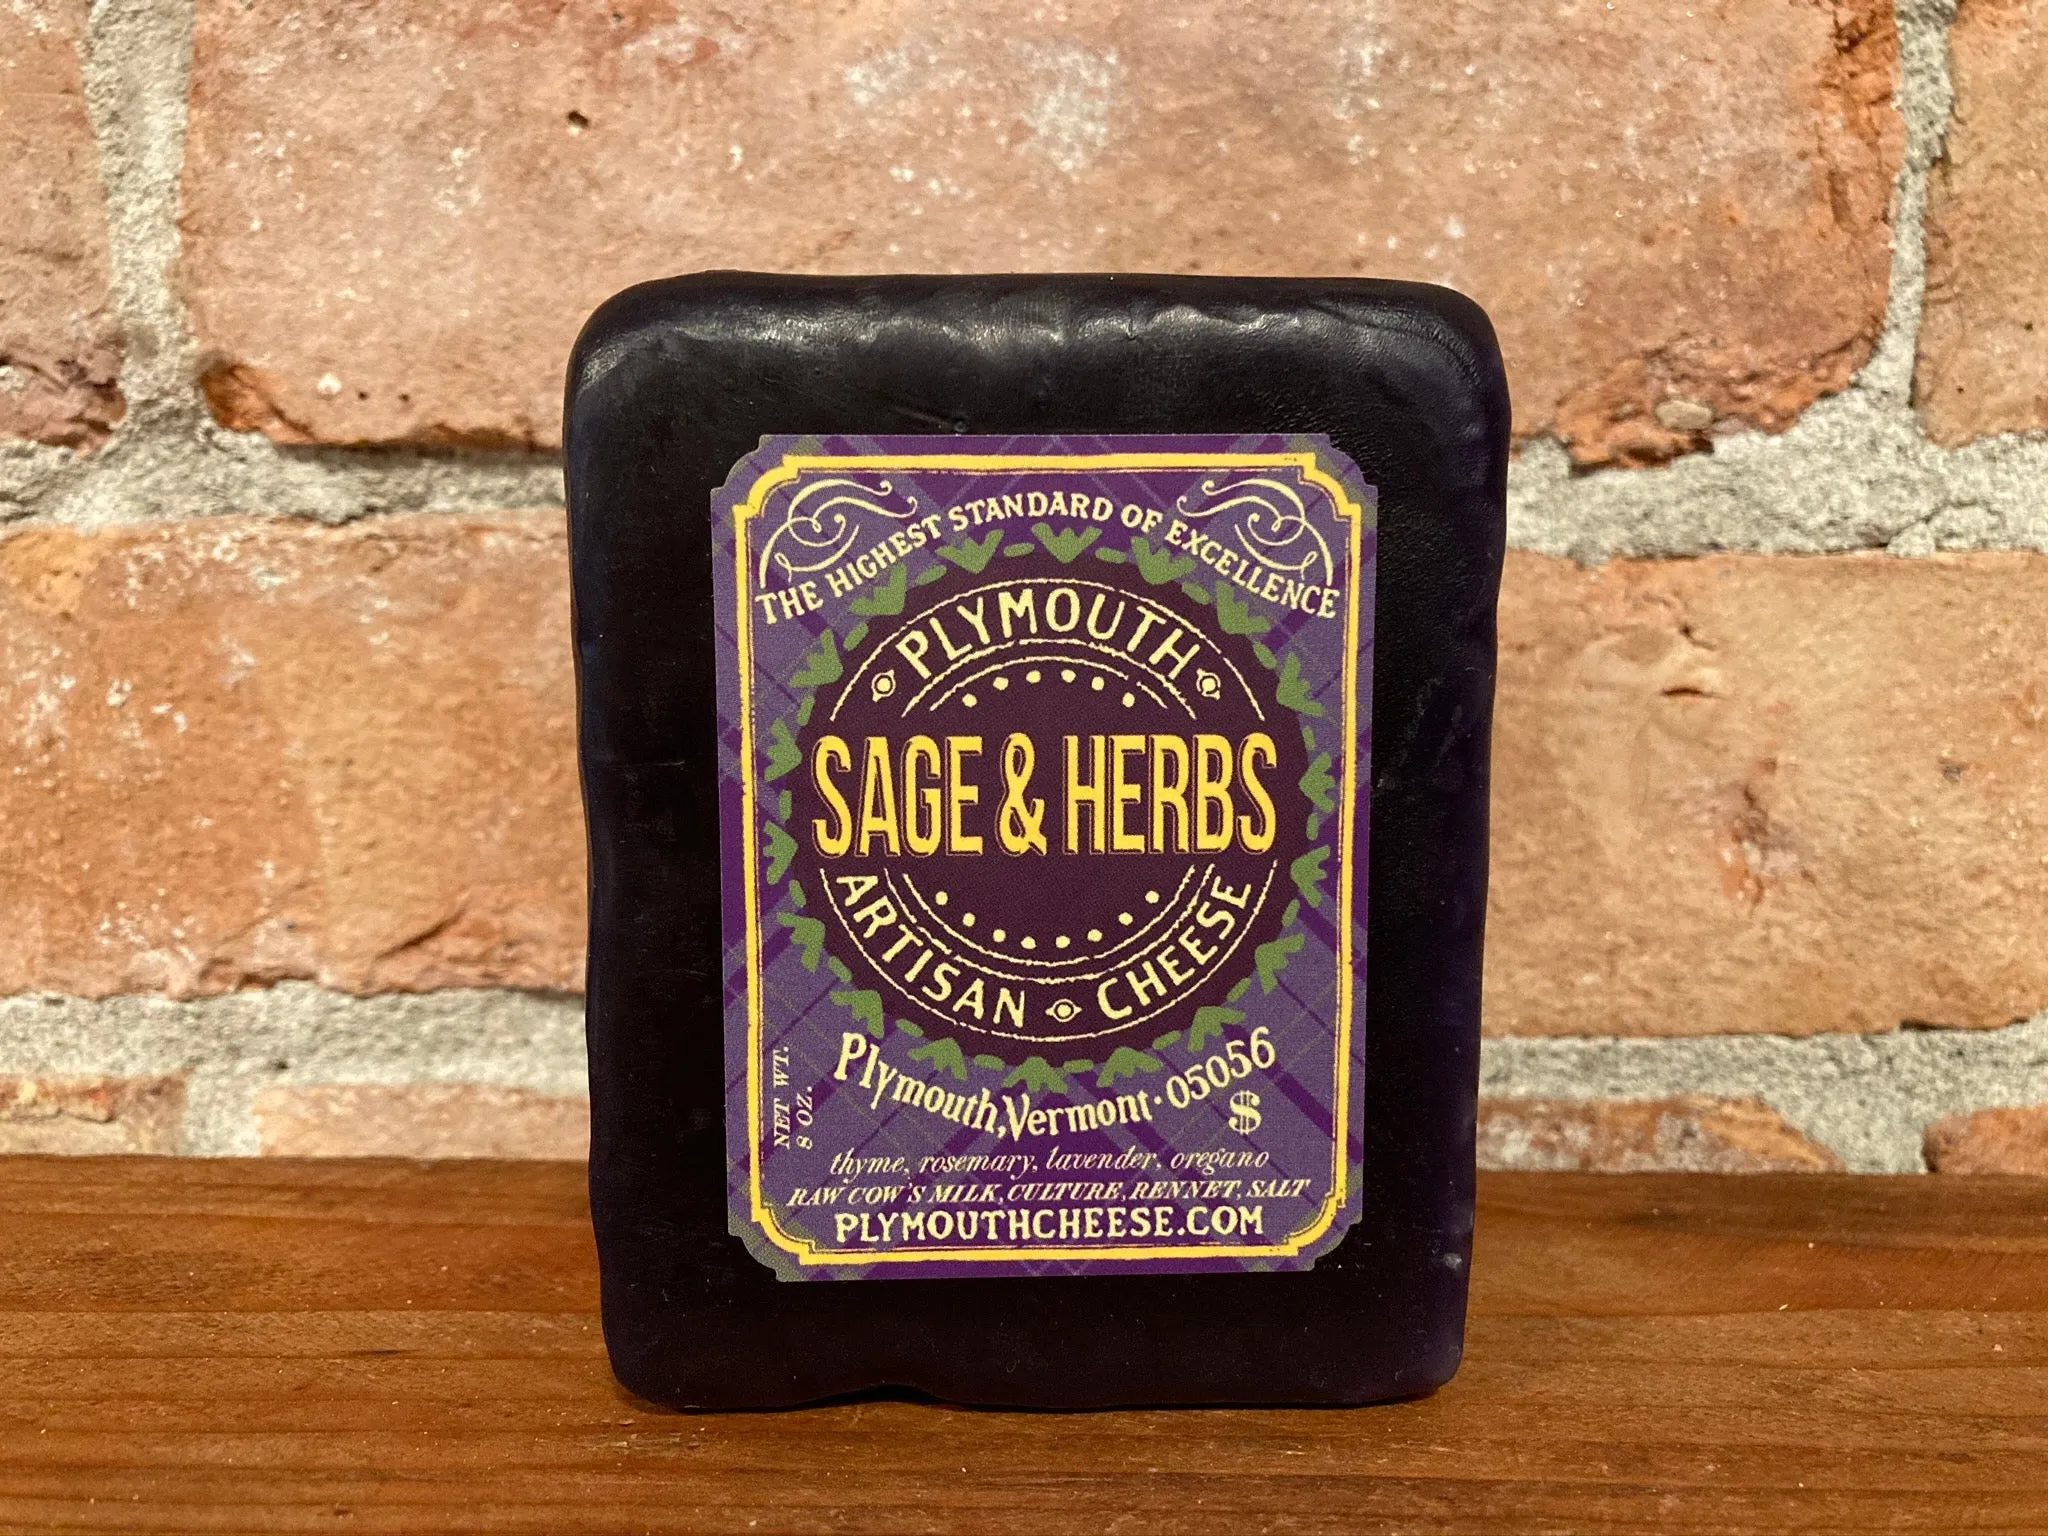 THE HIGHEST STANDARD OF EXCELLENCE
PLYMOUTH
SAGE & HERBS
ARTISAN CHEESE
Plymouth, Vermont · 05056
$
NET WT.
8 OZ.
thyme, rosemary, lavender, oregano
RAW COW'S MILK, CULTURE, RENNET, SALT
PLYMOUTHCHEESE.COM